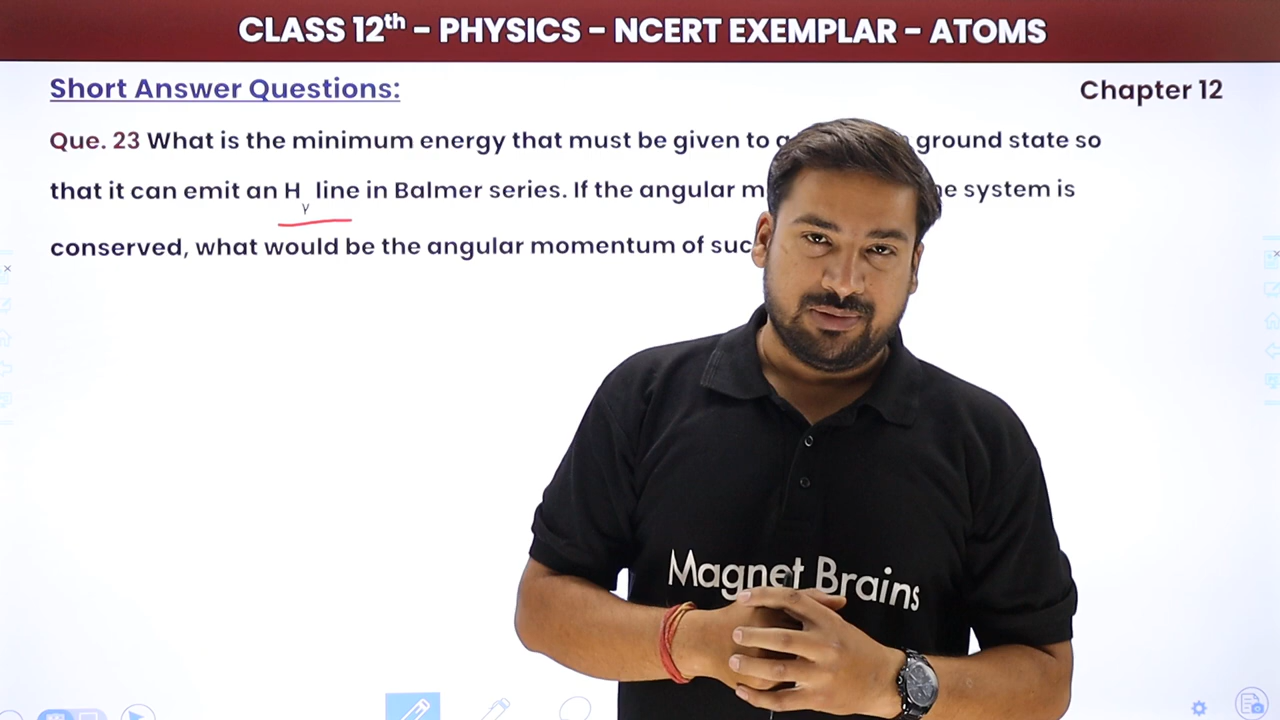 CLASS 12th - PHYSICS - NCERT EXEMPLAR - ATOMS
Short Answer Questions:
Chapter 12
Que. 23 What is the minimum energy that must be given to ground state so
that it can emit an Hγ line in Balmer series. If the angular system is
conserved, what would be the angular momentum of
Magnet Brains